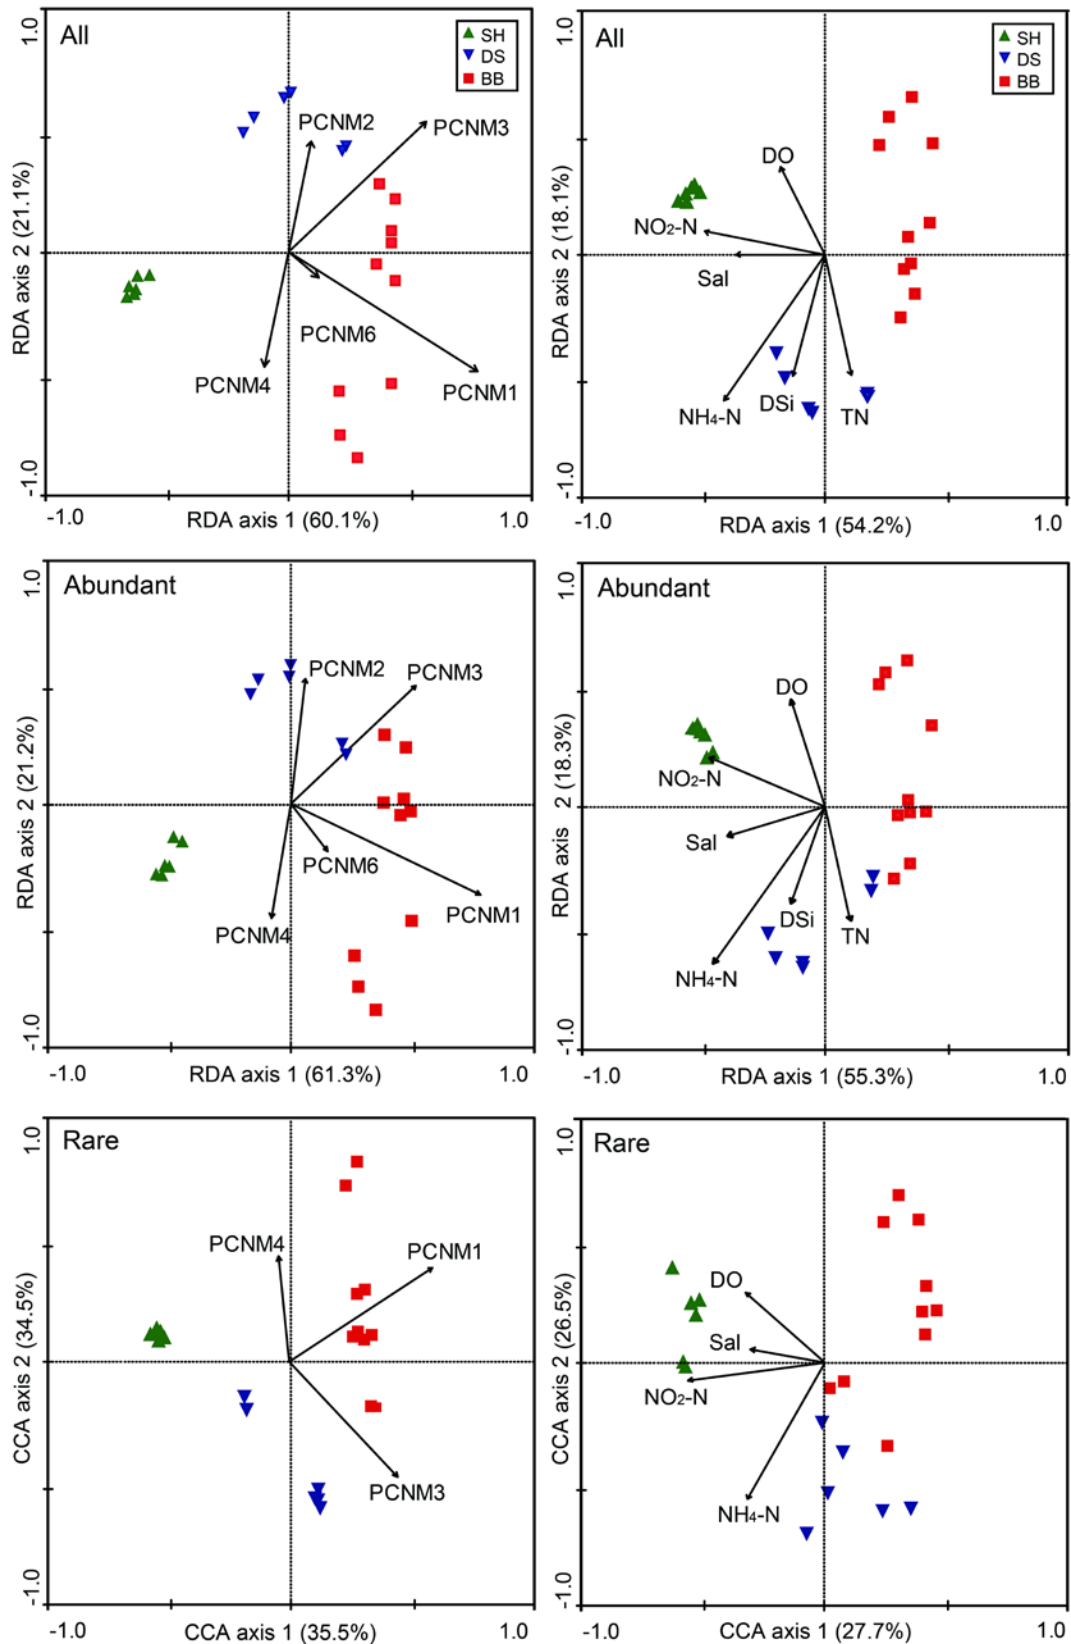 All
SH
DS
BB
1.0
PCNM2
PCNM3
RDA axis 2 (21.1%)
PCNM6
PCNM4
PCNM1
-1.0
-1.0
RDA axis 1 (60.1%)
1.0
All
SH
DS
BB
1.0
DO
NO2-N
RDA axis 2 (18.1%)
Sal
NH4-N
DSi
TN
-1.0
-1.0
RDA axis 1 (54.2%)
1.0
Abundant
1.0
PCNM2
PCNM3
RDA axis 2 (21.2%)
PCNM6
PCNM1
PCNM4
-1.0
-1.0
RDA axis 1 (61.3%)
1.0
Abundant
1.0
DO
NO2-N
RDA axis 2 (18.3%)
Sal
DSi
TN
NH4-N
-1.0
-1.0
RDA axis 1 (55.3%)
1.0
Rare
1.0
PCNM4
PCNM1
CCA axis 2 (34.5%)
PCNM3
-1.0
-1.0
CCA axis 1 (35.5%)
1.0
Rare
1.0
DO
Sal
NO2-N
CCA axis 2 (26.5%)
NH4-N
-1.0
-1.0
CCA axis 1 (27.7%)
1.0